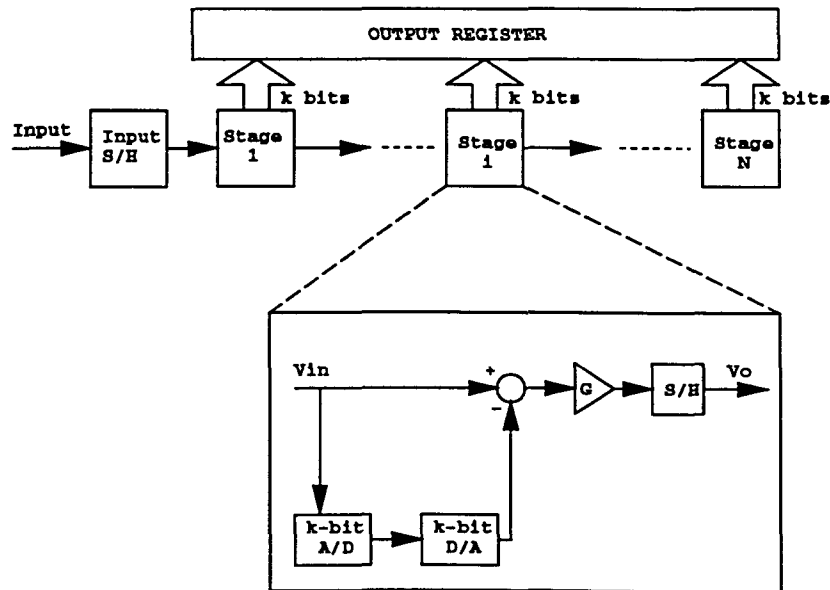 OUTPUT REGISTER
k bits
k bits
k bits
Input
Input
S/H
Stage
1
Stage
i
Stage
N
Vin
+
-
G
S/H
Vo
k-bit
A/D
k-bit
D/A